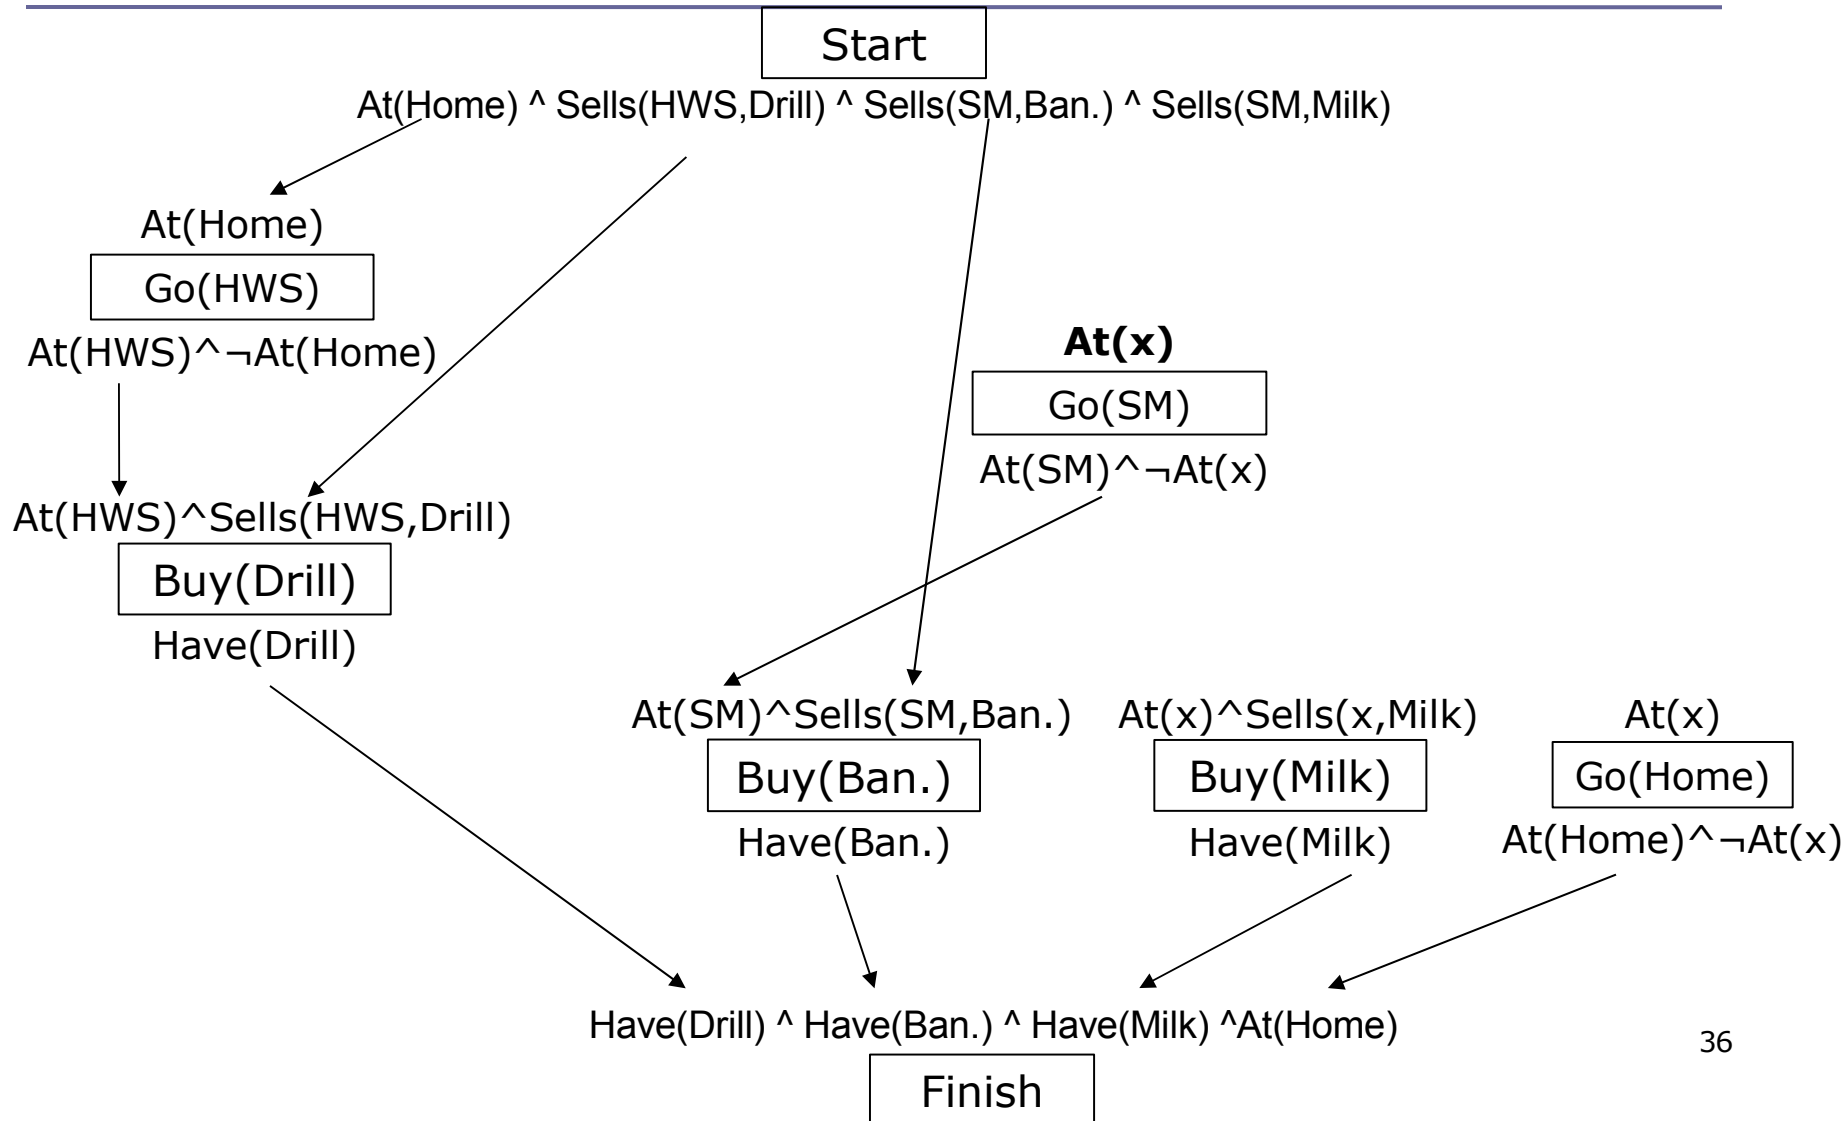 Start
At(Home) ^ Sells(HWS,Drill) ^ Sells(SM,Ban.) ^ Sells(SM,Milk)
At(Home)
Go(HWS)
At(HWS)^¬At(Home)
At(x)
Go(SM)
At(SM)^¬At(x)
At(HWS)^Sells(HWS,Drill)
Buy(Drill)
Have(Drill)
At(SM)^Sells(SM,Ban.)
Buy(Ban.)
Have(Ban.)
At(x)^Sells(x,Milk)
Buy(Milk)
Have(Milk)
At(x)
Go(Home)
At(Home)^¬At(x)
Have(Drill) ^ Have(Ban.) ^ Have(Milk) ^At(Home)
Finish
36